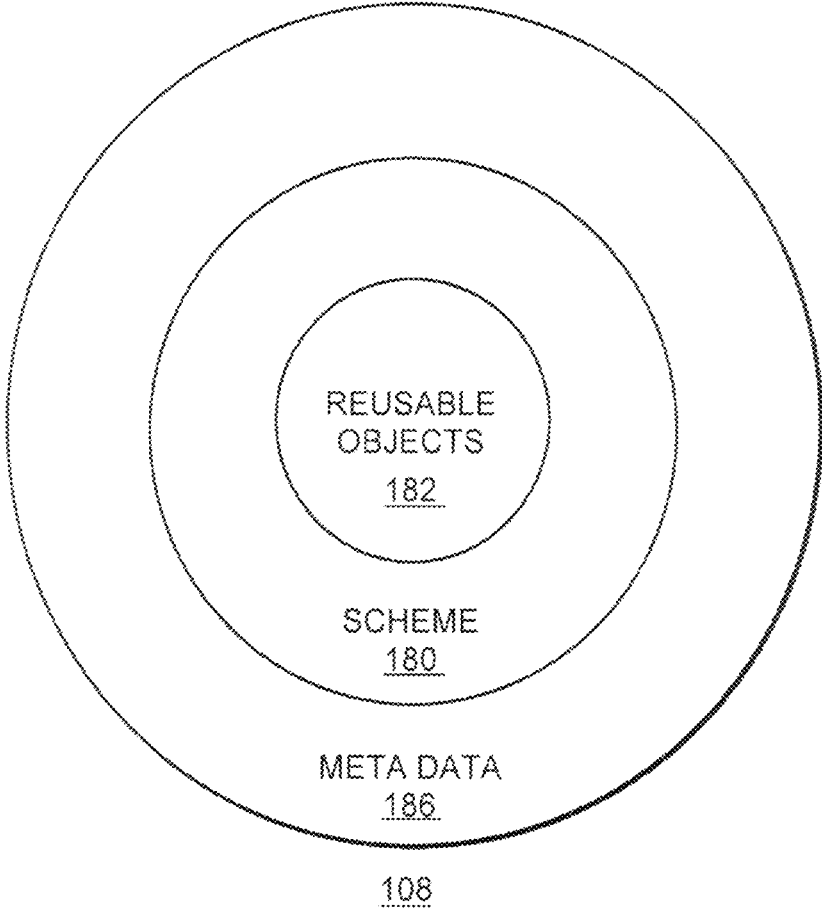 REUSABLE
OBJECTS
182
SCHEME
180
META DATA
186
108